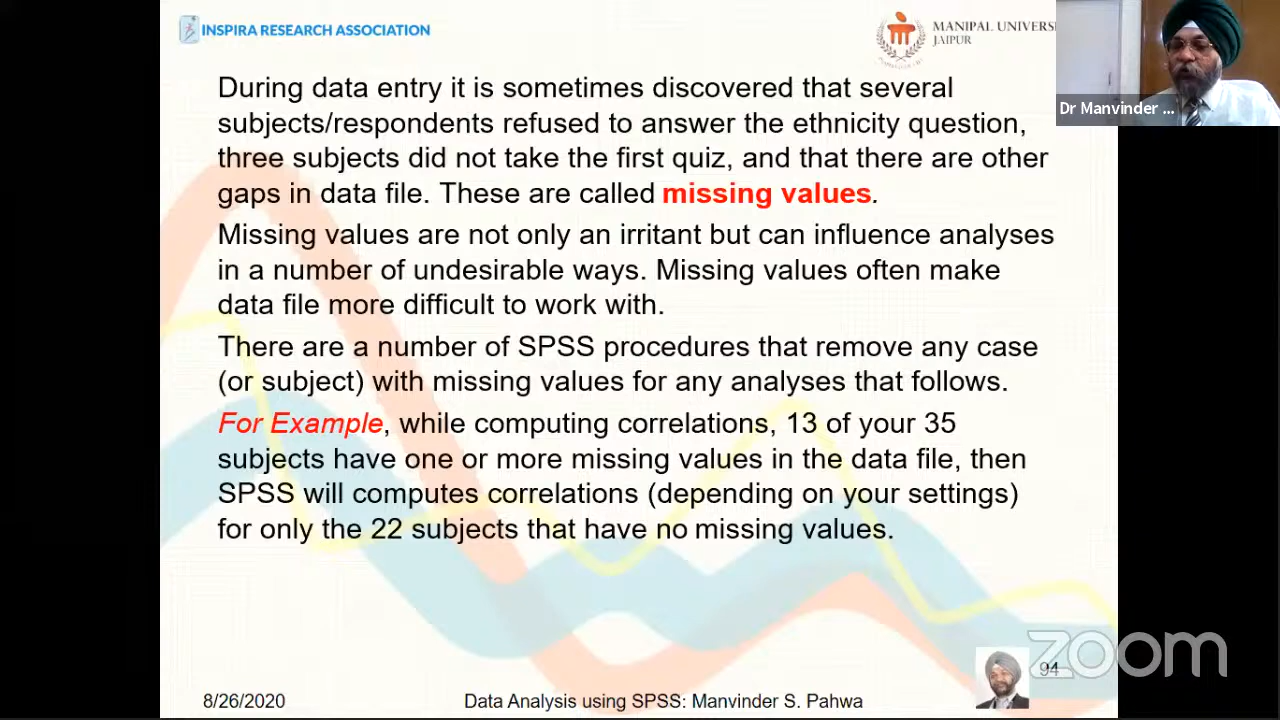 INSPIRA RESEARCH ASSOCIATION
MANIPAL UNIVERSI
JAIPUR
Dr Manvinder ...
During data entry it is sometimes discovered that several
subjects/respondents refused to answer the ethnicity question,
three subjects did not take the first quiz, and that there are other
gaps in data file. These are called missing values.
Missing values are not only an irritant but can influence analyses
in a number of undesirable ways. Missing values often make
data file more difficult to work with.
There are a number of SPSS procedures that remove any case
(or subject) with missing values for any analyses that follows.
For Example, while computing correlations, 13 of your 35
subjects have one or more missing values in the data file, then
SPSS will computes correlations (depending on your settings)
for only the 22 subjects that have no missing values.
zoom
94
8/26/2020
Data Analysis using SPSS: Manvinder S. Pahwa